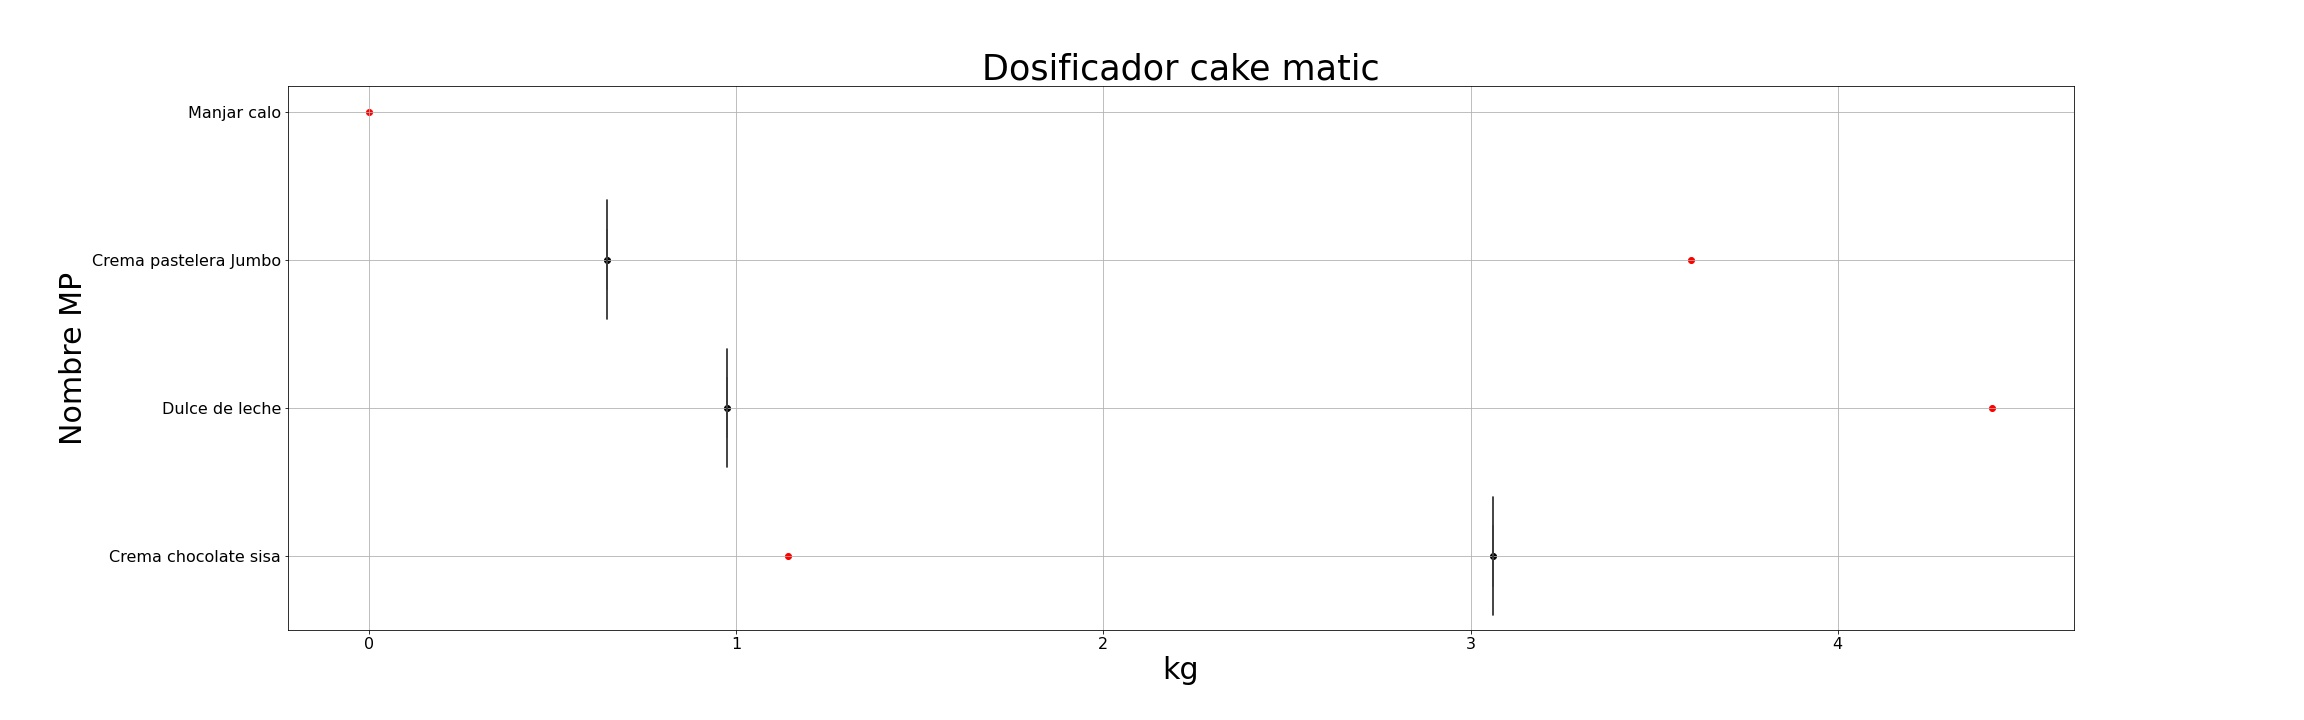 Dosificador cake matic
Manjar calo
Crema pastelera Jumbo
Dulce de leche
Crema chocolate sisa
Nombre MP
0 1 2 3 4
kg